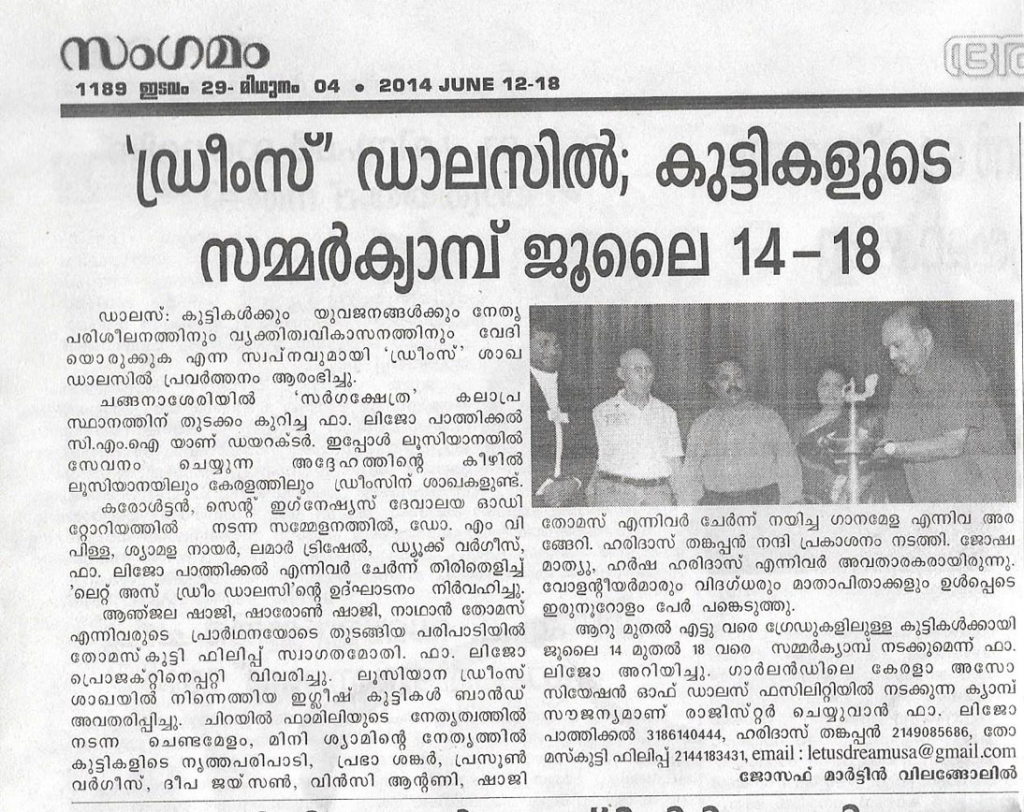 സംഗമം
1189 ഇടവം 29- മിഥുനം 04 ● 2014 JUNE 12-18
'ഡ്രീംസ്' ഡാലസിൽ; കുട്ടികളുടെ
സമ്മർക്യാമ്പ് ജൂലൈ 14-18
ഡാലസ്: കുട്ടികൾക്കും യുവജനങ്ങൾക്കും നേതൃ
പരിശീലനത്തിനും വ്യക്തിത്വവികാസനത്തിനും വേദി
യൊരുക്കുക എന്ന സ്വപ്നവുമായി 'ഡ്രീംസ്' ശാഖ
ഡാലസിൽ പ്രവർത്തനം ആരംഭിച്ചു.
ചങ്ങനാശേരിയിൽ 'സർഗക്ഷേത്ര' കലാപ്ര
സ്ഥാനത്തിന് തുടക്കം കുറിച്ച ഫാ. ലിജോ പാത്തിക്കൽ
സി.എം.ഐ യാണ് ഡയറക്ടർ. ഇപ്പോൾ ലൂസിയാനയിൽ
സേവനം ചെയ്യുന്ന അദ്ദേഹത്തിന്റെ കീഴിൽ
ലൂസിയാനയിലും കേരളത്തിലും ഡ്രീംസിന് ശാഖകളുണ്ട്.
കരോൾട്ടൻ, സെന്റ് ഇഗ്നേഷ്യസ് ദേവാലയ ഓഡി
റ്റോറിയത്തിൽ നടന്ന സമ്മേളനത്തിൽ, ഡോ. എം വി
പിള്ള, ശ്യാമള നായർ, ലമാർ ട്രിഷേൽ, ഡ്യൂക്ക് വർഗീസ്,
ഫാ. ലിജോ പാത്തിക്കൽ എന്നിവർ ചേർന്ന് തിരിതെളിച്ച്
'ലെറ്റ് അസ് ഡ്രീം ഡാലസി'ന്റെ ഉദ്ഘാടനം നിർവഹിച്ചു.
ആഞ്ജല ഷാജി, ഷാരോൺ ഷാജി, നാഥാൻ തോമസ്
എന്നിവരുടെ പ്രാർഥനയോടെ തുടങ്ങിയ പരിപാടിയിൽ
തോമസ്കുട്ടി ഫിലിപ്പ് സ്വാഗതമോതി. ഫാ. ലിജോ
പ്രൊജക്റ്റിനെപ്പറ്റി വിവരിച്ചു. ലൂസിയാന ഡ്രീംസ്
ശാഖയിൽ നിന്നെത്തിയ ഇഗ്ലീഷ് കുട്ടികൾ ബാൻഡ്
അവതരിപ്പിച്ചു. ചിറയിൽ ഫാമിലിയുടെ നേതൃത്വത്തിൽ
നടന്ന ചെണ്ടമേളം, മിനി ശ്യാമിന്റെ നേതൃത്തിൽ
കുട്ടികളിടെ നൃത്തപരിപാടി, പ്രഭാ ശങ്കർ, പ്രസൂൺ
വർഗീസ്, ദീപ ജയ്സൺ, വിൻസി ആന്റണി, ഷാജി
തോമസ് എന്നിവർ ചേർന്ന് നയിച്ച ഗാനമേള എന്നിവ അര
ങ്ങേറി. ഹരിദാസ് തങ്കപ്പൻ നന്ദി പ്രകാശനം നടത്തി. ജോഷ്വ
മാത്യു, ഹർഷ ഹരിദാസ് എന്നിവർ അവതാരകരായിരുന്നു.
വോളന്റീയർമാരും വിദഗ്ധരും മാതാപിതാക്കളും ഉൾപ്പെടെ
ഇരുനൂറോളം പേർ പങ്കെടുത്തു.
ആറു മുതൽ എട്ടു വരെ ഗ്രേഡുകളിലുള്ള കുട്ടികൾക്കായി
ജൂലൈ 14 മുതൽ 18 വരെ സമ്മർക്യാമ്പ് നടക്കുമെന്ന് ഫാ.
ലിജോ അറിയിച്ചു. ഗാർലൻഡിലെ കേരളാ അസോ
സിയേഷൻ ഓഫ് ഡാലസ് ഫസിലിറ്റിയിൽ നടക്കുന്ന ക്യാമ്പ്
സൗജന്യമാണ് രാജിസ്റ്റർ ചെയ്യുവാൻ ഫാ. ലിജോ
പാത്തിക്കൽ 3186140444, ഹരിദാസ് തങ്കപ്പൻ 2149085686, തോ
മസ്കുട്ടി ഫിലിപ്പ് 2144183431, email : letusdreamusa@gmail.com
ജോസഫ് മാർട്ടിൻ വിലങ്ങോലിൽ